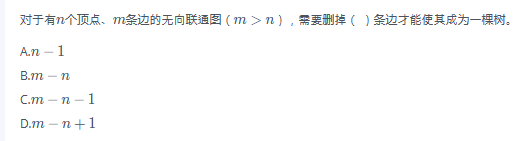 对于有n个顶点、m条边的无向联通图(m > n)，需要删掉（ ）条边才能使其成为一棵树。
A.n − 1
B.m − n
C.m − n − 1
D.m − n + 1